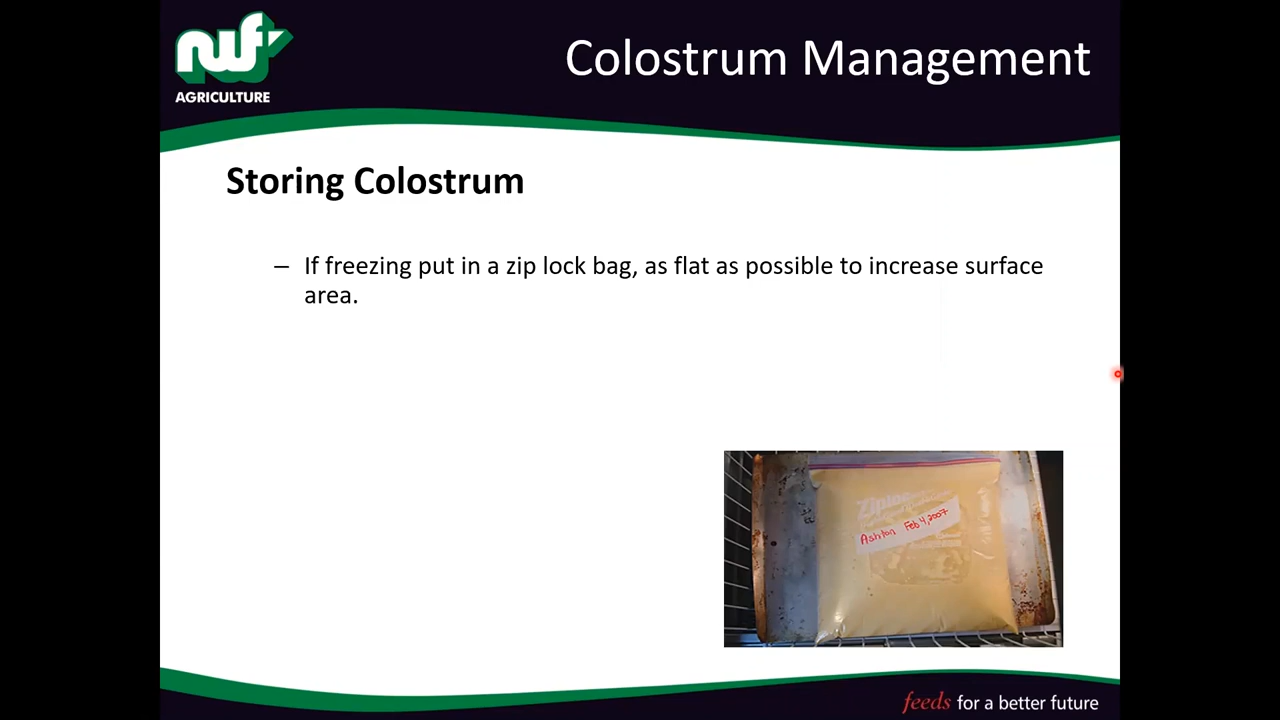 nwf
AGRICULTURE
Colostrum Management
Storing Colostrum
– If freezing put in a zip lock bag, as flat as possible to increase surface
area.
Ziploc
Ashton Feb 4, 2007
feeds for a better future